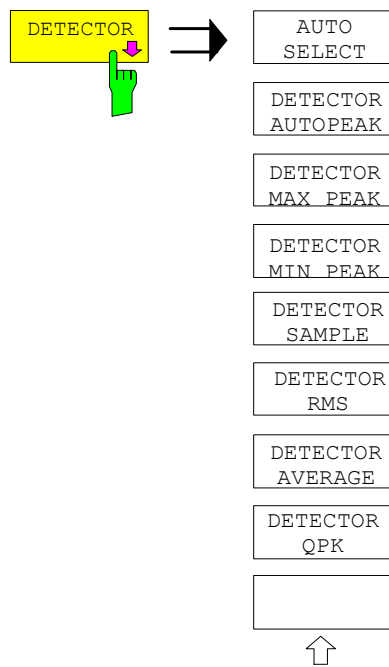 DETECTOR
AUTO
SELECT
DETECTOR
AUTOPEAK
DETECTOR
MAX PEAK
DETECTOR
MIN PEAK
DETECTOR
SAMPLE
DETECTOR
RMS
DETECTOR
AVERAGE
DETECTOR
QPK